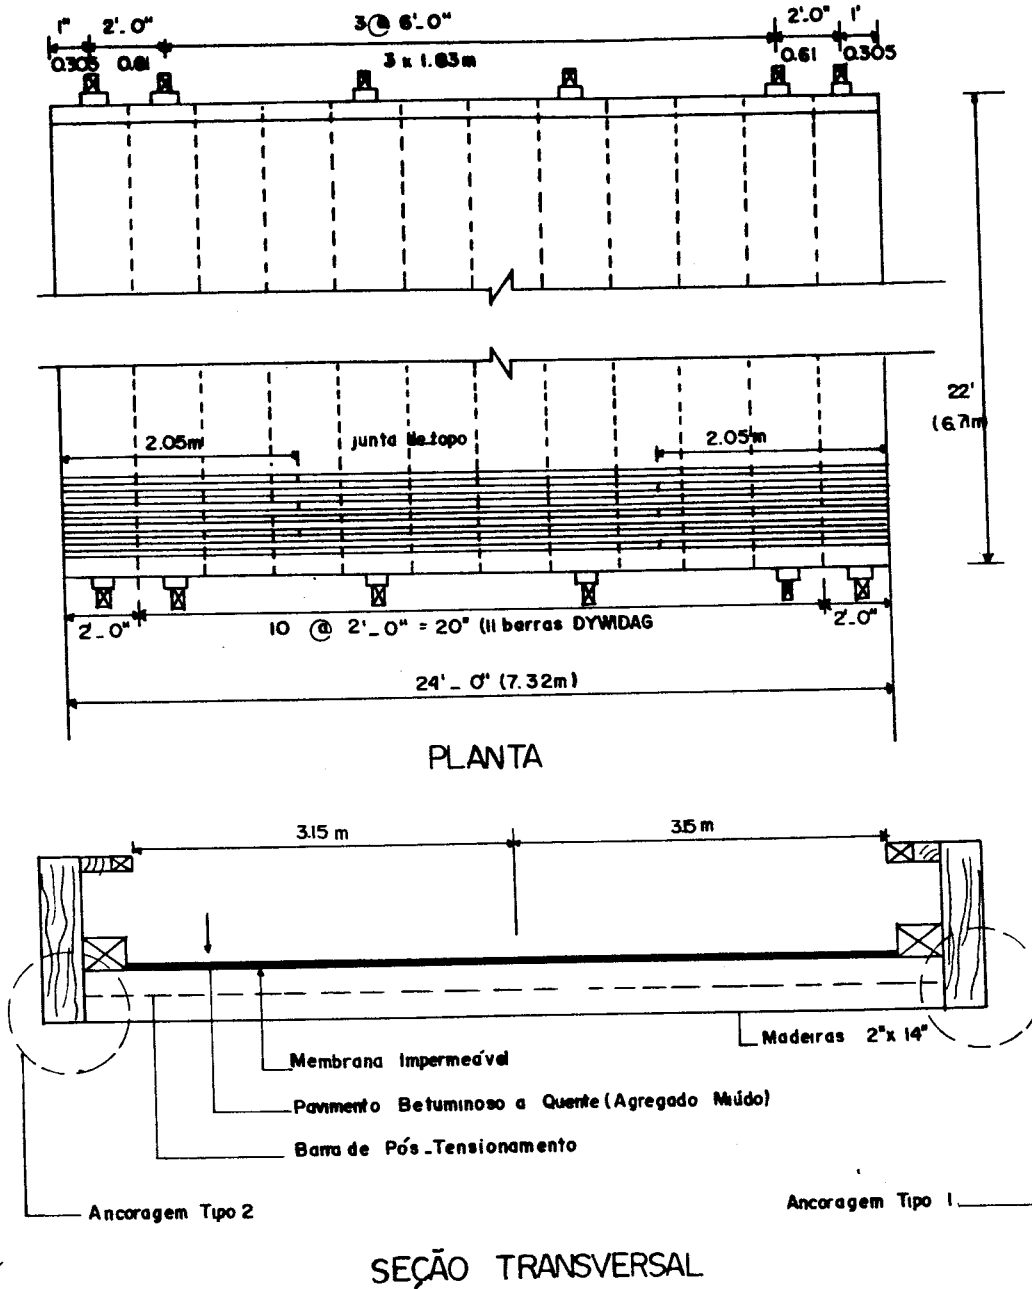 1" 2'-0" 3 @ 6'-0" 2'-0" 1'
0.305 0.61 3 x 1.83m 0.61 0.305
22'
(6.71m
2.05m junta de topo 2.05m
2'-0" 10 @ 2'-0" = 20" (11 barras DYWIDAG 2'-0"
24'-0" (7.32m)
PLANTA
3.15 m 3.15 m
Madeiras 2"x 14"
Membrana Impermeável
Pavimento Betuminoso a Quente (Agregado Miúdo)
Barra de Pós-Tensionamento
Ancoragem Tipo 2 Ancoragem Tipo 1
SEÇÃO TRANSVERSAL